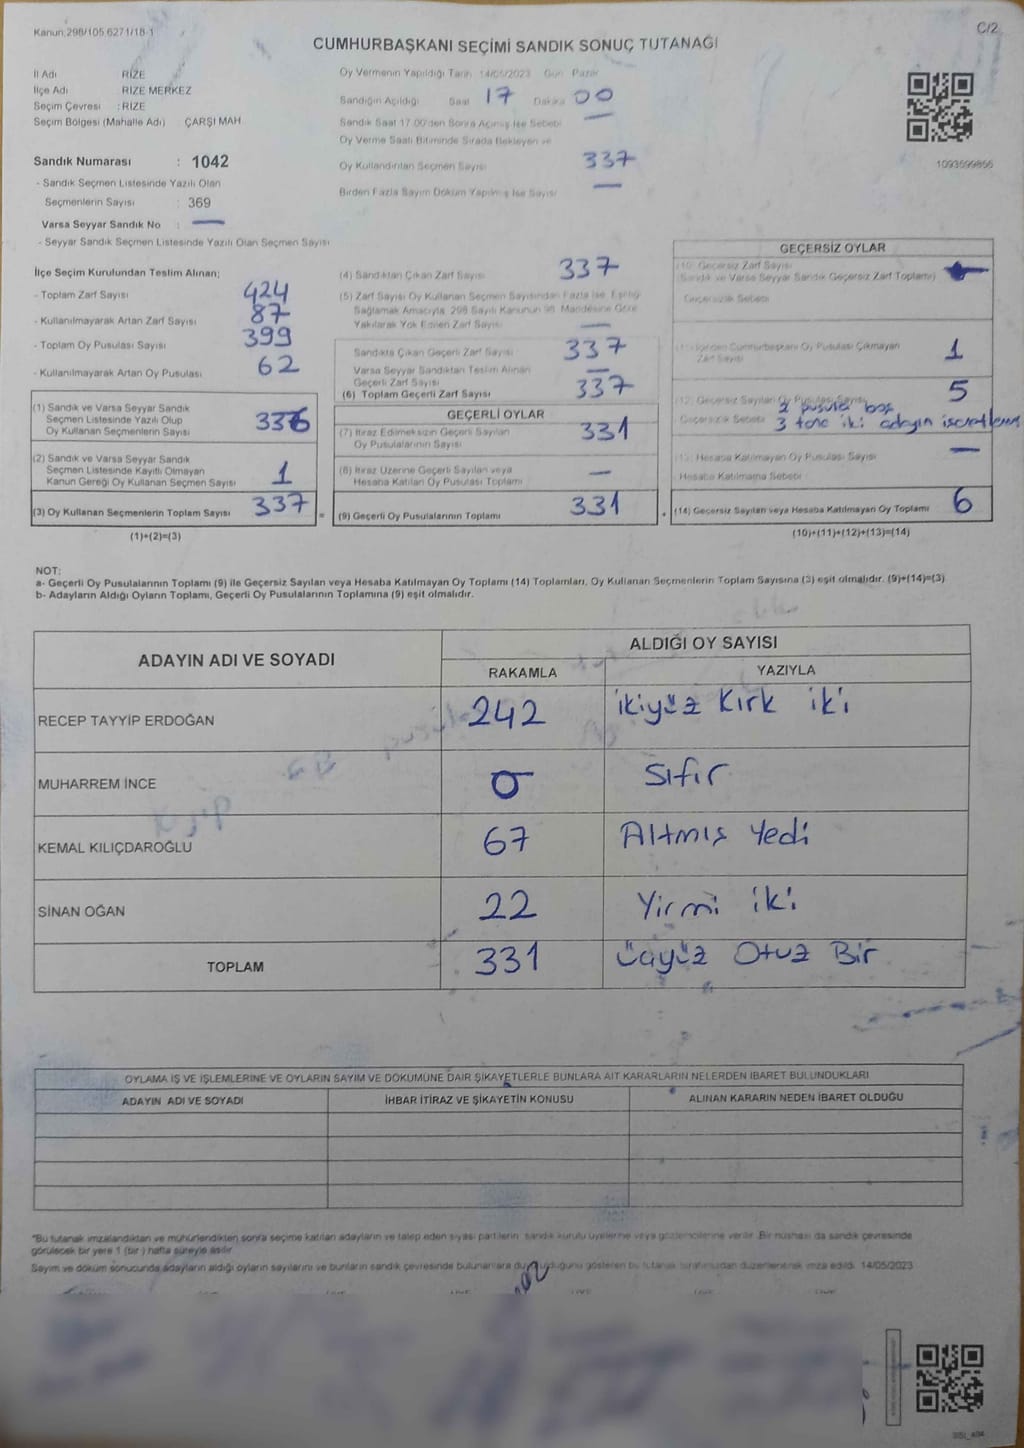 Kanun:298/105,6271/18-1
C/2
CUMHURBAŞKANI SEÇİMİ SANDIK SONUÇ TUTANAĞI
İl Adı RİZE
İlçe Adı RİZE MERKEZ
Seçim Çevresi : RİZE
Seçim Bölgesi (Mahalle Adı) ÇARŞI MAH.
Sandık Numarası : 1042
- Sandık Seçmen Listesinde Yazılı Olan
Seçmenlerin Sayısı : 369
Varsa Seyyar Sandık No : —
- Seyyar Sandık Seçmen Listesinde Yazılı Olan Seçmen Sayısı
Oy Vermenin Yapıldığı Tarih 14/05/2023 Gün Pazar
Sandığın Açıldığı Saat 17 Dakika 00
Sandık Saat 17.00'den Sonra Açılmış İse Sebebi —
Oy Verme Saati Bitiminde Sırada Bekleyen ve
Oy Kullandırılan Seçmen Sayısı 337
Birden Fazla Sayım Döküm Yapılmış İse Sayısı —
1093599866
İlçe Seçim Kurulundan Teslim Alınan;
- Toplam Zarf Sayısı 424
- Kullanılmayarak Artan Zarf Sayısı 87
- Toplam Oy Pusulası Sayısı 399
- Kullanılmayarak Artan Oy Pusulası 62
(1) Sandık ve Varsa Seyyar Sandık
Seçmen Listesinde Yazılı Olup
Oy Kullanan Seçmenlerin Sayısı 336
(2) Sandık ve Varsa Seyyar Sandık
Seçmen Listesinde Kayıtlı Olmayan
Kanun Gereği Oy Kullanan Seçmen Sayısı 1
(3) Oy Kullanan Seçmenlerin Toplam Sayısı 337
(1)+(2)=(3)
(4) Sandıktan Çıkan Zarf Sayısı 337
(5) Zarf Sayısı Oy Kullanan Seçmen Sayısından Fazla İse, Eşitliği
Sağlamak Amacıyla, 298 Sayılı Kanunun 98. Maddesine Göre
Yakılarak Yok Edilen Zarf Sayısı —
Sandıkta Çıkan Geçerli Zarf Sayısı 337
Varsa Seyyar Sandıktan Teslim Alınan
Geçerli Zarf Sayısı —
(6) Toplam Geçerli Zarf Sayısı 337
GEÇERLİ OYLAR
(7) İtiraz Edilmeksizin Geçerli Sayılan
Oy Pusulalarının Sayısı 331
(8) İtiraz Üzerine Geçerli Sayılan veya
Hesaba Katılan Oy Pusulası Toplamı —
= (9) Geçerli Oy Pusulalarının Toplamı 331
GEÇERSİZ OYLAR
(10) Geçersiz Zarf Sayısı
(Sandık ve Varsa Seyyar Sandık Geçersiz Zarf Toplamı)
Geçersizlik Sebebi
(11) İçinden Cumhurbaşkanı Oy Pusulası Çıkmayan
Zarf Sayısı 1
(12) Geçersiz Sayılan Oy Pusulası Sayısı 5
2 pusula boş
Geçersizlik Sebebi 3 tane iki adayın işaretlenm
(13) Hesaba Katılmayan Oy Pusulası Sayısı —
Hesaba Katılmama Sebebi
+ (14) Geçersiz Sayılan veya Hesaba Katılmayan Oy Toplamı 6
(10)+(11)+(12)+(13)=(14)
NOT:
a- Geçerli Oy Pusulalarının Toplamı (9) ile Geçersiz Sayılan veya Hesaba Katılmayan Oy Toplamı (14) Toplamları, Oy Kullanan Seçmenlerin Toplam Sayısına (3) eşit olmalıdır. (9)+(14)=(3)
b- Adayların Aldığı Oyların Toplamı, Geçerli Oy Pusulalarının Toplamına (9) eşit olmalıdır.
ADAYIN ADI VE SOYADI
ALDIĞI OY SAYISI
RAKAMLA YAZIYLA
RECEP TAYYİP ERDOĞAN 242 ikiyüz Kırk iki
MUHARREM İNCE 0 Sıfır
KEMAL KILIÇDAROĞLU 67 Altmış Yedi
SİNAN OĞAN 22 Yirmi iki
TOPLAM 331 üçyüz Otuz Bir
OYLAMA İŞ VE İŞLEMLERİNE VE OYLARIN SAYIM VE DÖKÜMÜNE DAİR ŞİKAYETLERLE BUNLARA AİT KARARLARIN NELERDEN İBARET BULUNDUKLARI
ADAYIN ADI VE SOYADI İHBAR İTİRAZ VE ŞİKAYETİN KONUSU ALINAN KARARIN NEDEN İBARET OLDUĞU
*Bu tutanak imzalandıktan ve mühürlendikten sonra seçime katılan adayların ve talep eden siyasi partilerin sandık kurulu üyelerine veya gözlemcilerine verilir. Bir nüshası da sandık çevresinde
görülecek bir yere 1 (bir) hafta süreyle asılır.
Sayım ve döküm sonucunda adayların aldığı oyların sayılarını ve bunların sandık çevresinde bulunanlara duyurulduğunu gösteren bu tutanak tarafımızdan düzenlenerek imza edildi. 14/05/2023